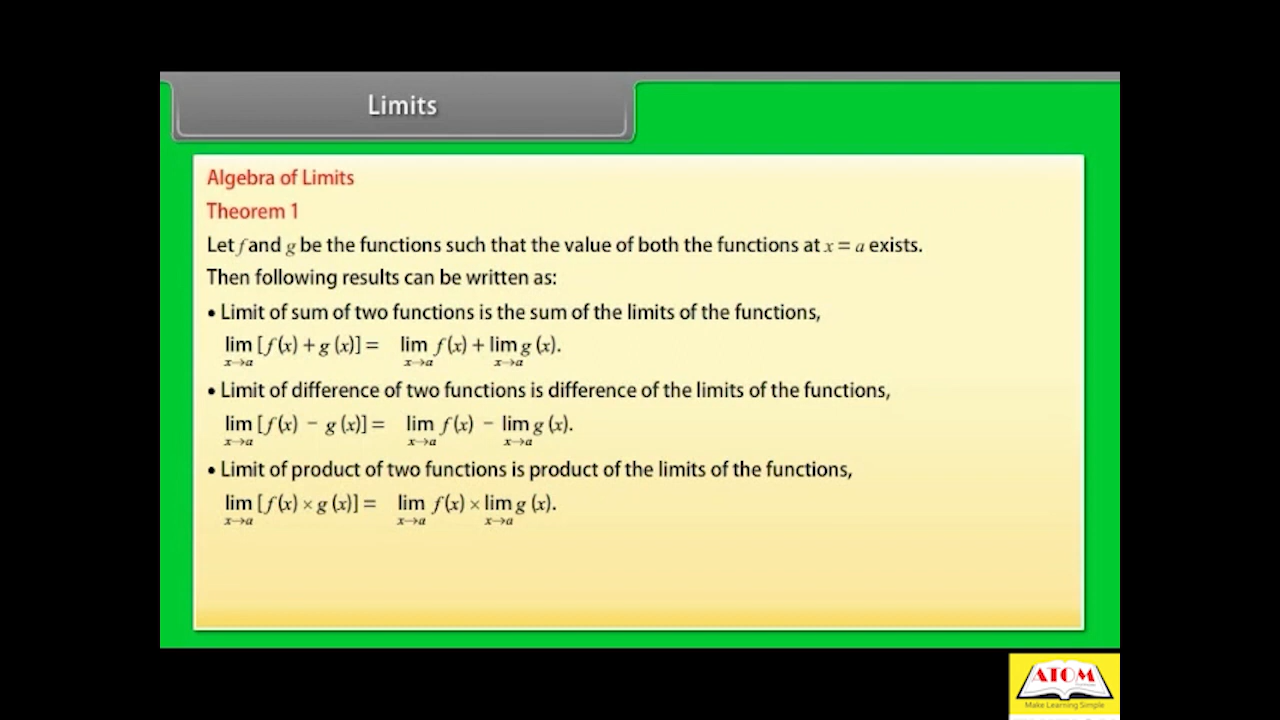 Limits
Algebra of Limits
Theorem 1
Let f and g be the functions such that the value of both the functions at x = a exists.
Then following results can be written as:
• Limit of sum of two functions is the sum of the limits of the functions,
lim [f (x) + g (x)] = lim f (x) + lim g (x).
x→a x→a x→a
• Limit of difference of two functions is difference of the limits of the functions,
lim [f (x) − g (x)] = lim f (x) − lim g (x).
x→a x→a x→a
• Limit of product of two functions is product of the limits of the functions,
lim [f (x) × g (x)] = lim f (x) × lim g (x).
x→a x→a x→a
ATOM
Make Learning Simple